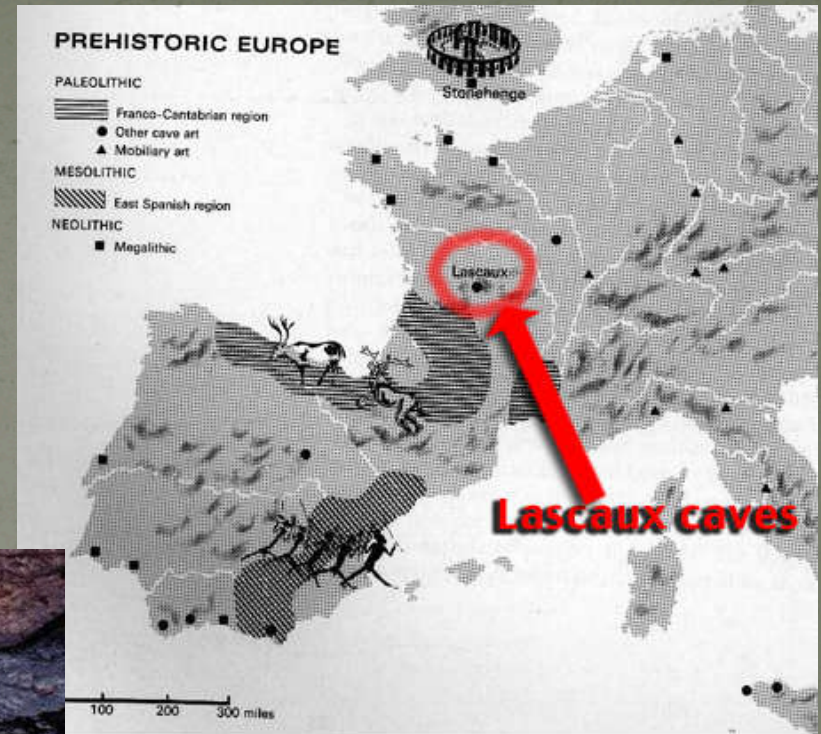 PREHISTORIC EUROPE
PALEOLITHIC
Franco-Cantabrian region
Other cave art
Mobiliary art
MESOLITHIC
East Spanish region
NEOLITHIC
Megalithic
Stonehenge
Lascaux
Lascaux caves
100 200 300 miles